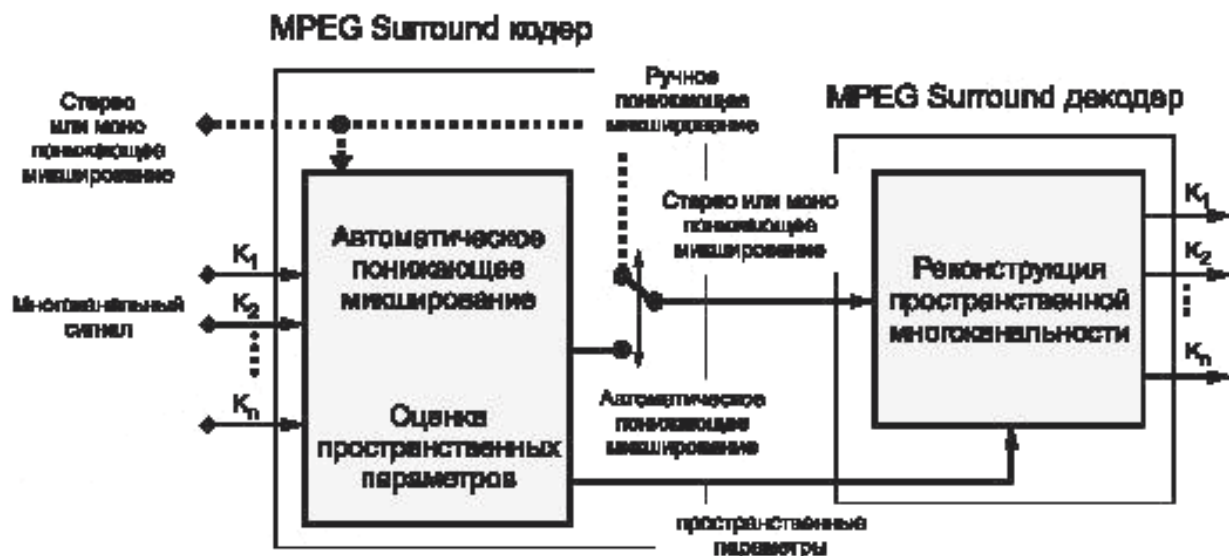 MPEG Surround кодер
Стерео
или моно
понижающее
микширование
Ручное
понижающее
микширование
MPEG Surround декодер
Автоматическое
понижающее
микширование
Стерео или моно
понижающее
микширование
K1
K2
Kn
Многоканальный
сигнал
Оценка
пространственных
параметров
Автоматическое
понижающее
микширование
пространственные
параметры
Реконструкция
пространственной
многоканальности
K1
K2
Kn